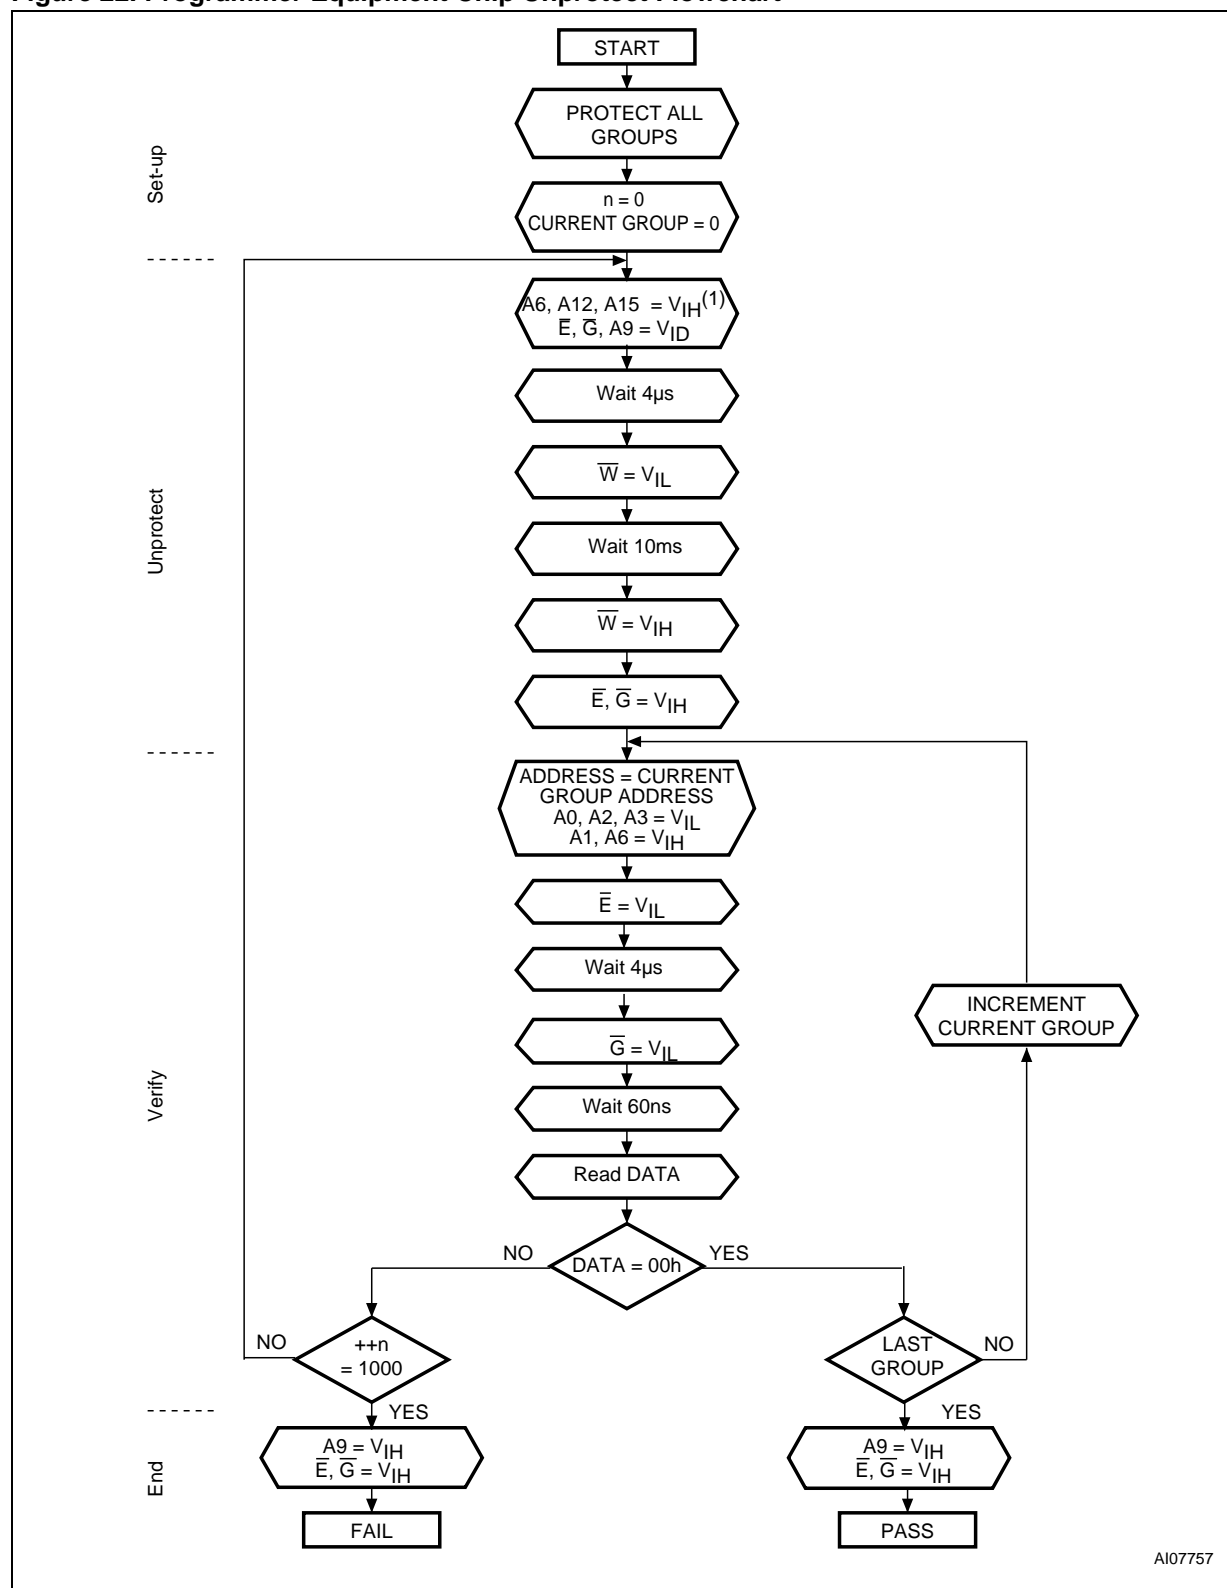 Figure 22. Programmer Equipment Chip Unprotect Flowchart
START
PROTECT ALL
GROUPS
Set-up
n = 0
CURRENT GROUP = 0
A6, A12, A15 = VIH(1)
E̅, G̅, A9 = VID
Wait 4µs
W̅ = VIL
Unprotect
Wait 10ms
W̅ = VIH
E̅, G̅ = VIH
ADDRESS = CURRENT
GROUP ADDRESS
A0, A2, A3 = VIL
A1, A6 = VIH
E̅ = VIL
Wait 4µs
INCREMENT
CURRENT GROUP
G̅ = VIL
Verify
Wait 60ns
Read DATA
NO
DATA = 00h
YES
NO
++n
= 1000
LAST
GROUP
NO
YES
YES
End
A9 = VIH
E̅, G̅ = VIH
A9 = VIH
E̅, G̅ = VIH
FAIL
PASS
AI07757